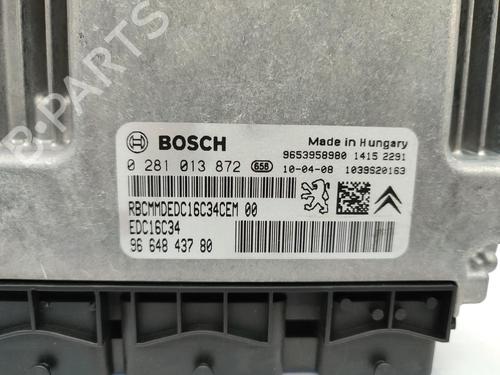 BOSCH
Made in Hungary
9653958980 1415 2291
0 281 013 872 658 10-04-08 1039S20163
RBCMMDEDC16C34CEM 00
EDC16C34
96 648 437 80
B PARTS